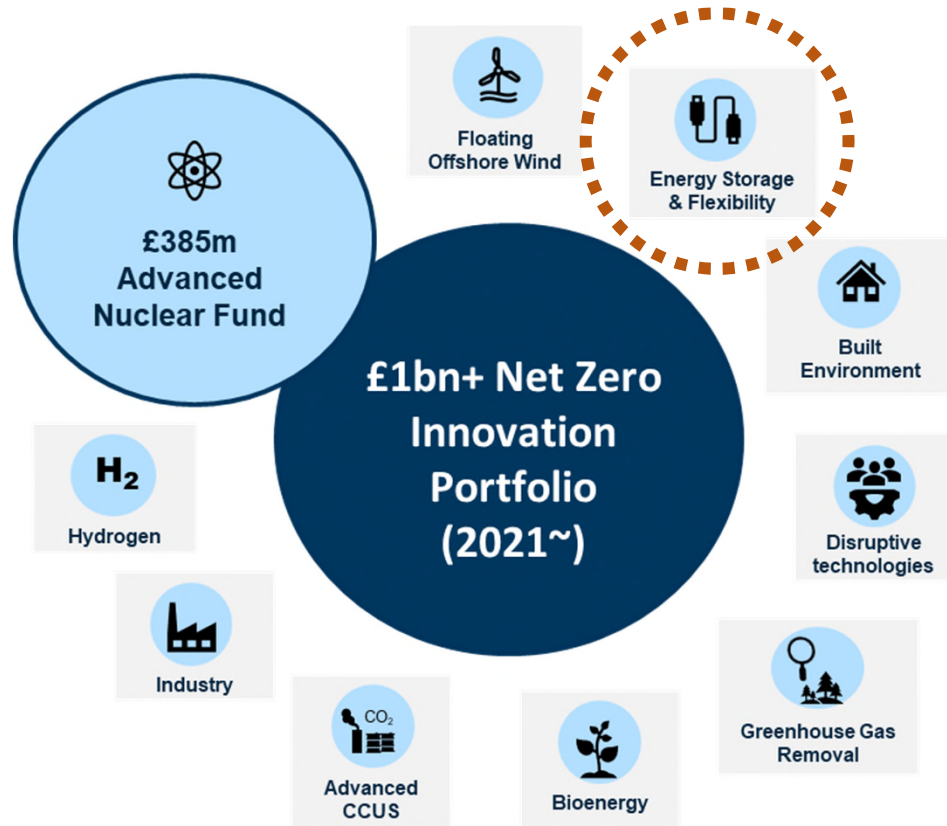 Floating
Offshore Wind
Energy Storage
& Flexibility
£385m
Advanced
Nuclear Fund
Built
Environment
£1bn+ Net Zero
Innovation
Portfolio
(2021~)
H₂
Hydrogen
Disruptive
technologies
Industry
Greenhouse Gas
Removal
CO₂
Advanced
CCUS
Bioenergy